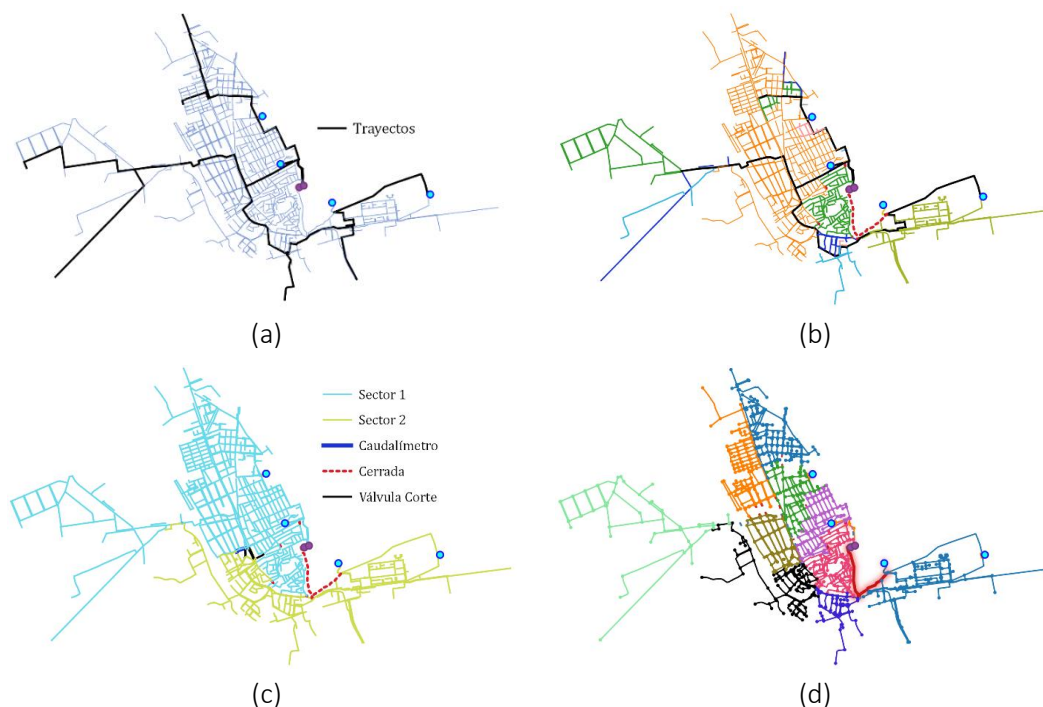 Trayectos
(a)
(b)
Sector 1
Sector 2
Caudalímetro
Cerrada
Válvula Corte
(c)
(d)